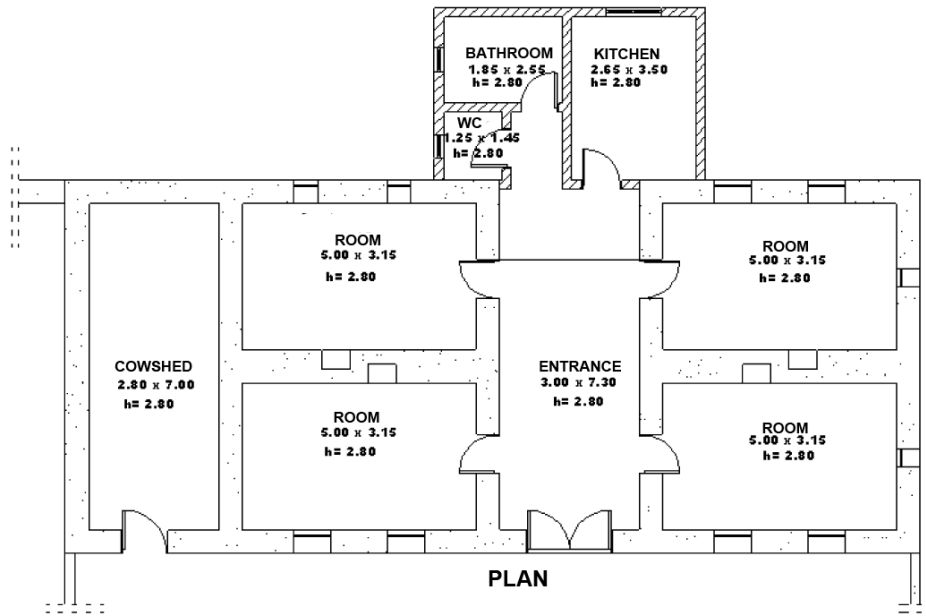 BATHROOM
1.85 x 2.55
h= 2.80
KITCHEN
2.65 x 3.50
h= 2.80
WC
1.25 x 1.45
h= 2.80
ROOM
5.00 x 3.15
h= 2.80
ROOM
5.00 x 3.15
h= 2.80
COWSHED
2.80 x 7.00
h= 2.80
ENTRANCE
3.00 x 7.30
h= 2.80
ROOM
5.00 x 3.15
h= 2.80
ROOM
5.00 x 3.15
h= 2.80
PLAN